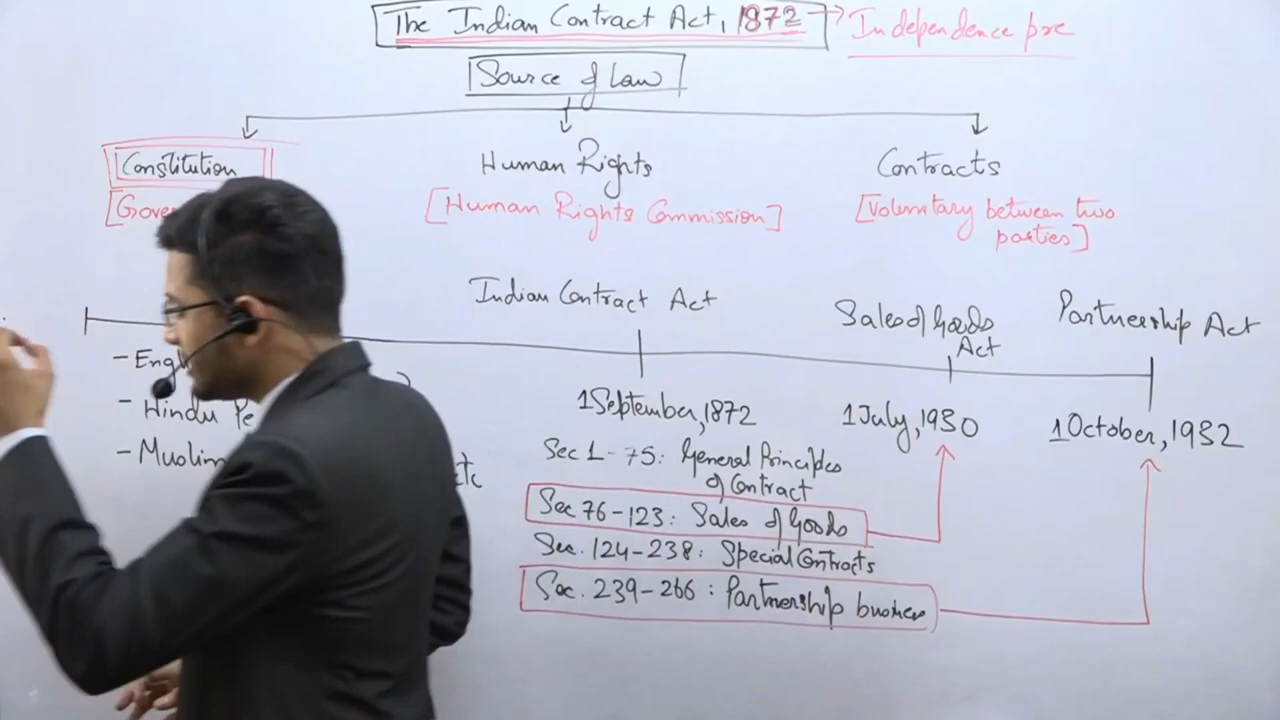 The Indian Contract Act, 1872 → Independence pre
Source of Law
Constitution
Human Rights
Contracts
[Human Rights Commission]
[Voluntary between two
parties]
Indian Contract Act
Sales of Goods
Act
Partnership Act
- Hindu
- Muslim
etc
1 September, 1872
1 July, 1930
1 October, 1932
Sec 1-75: General Principles
of Contract
Sec 76-123: Sales of Goods
Sec. 124-238: Special Contracts
Sec. 239-266: Partnership business